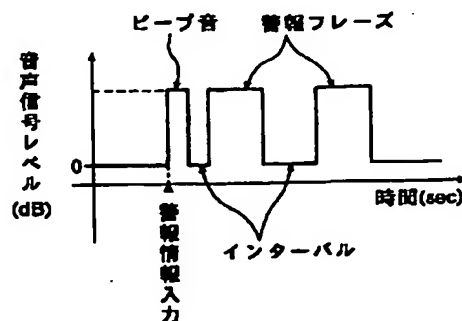 ビープ音
警報フレーズ
音声信号レベル
(dB)
0
時間(sec)
インターバル
警報情報入力